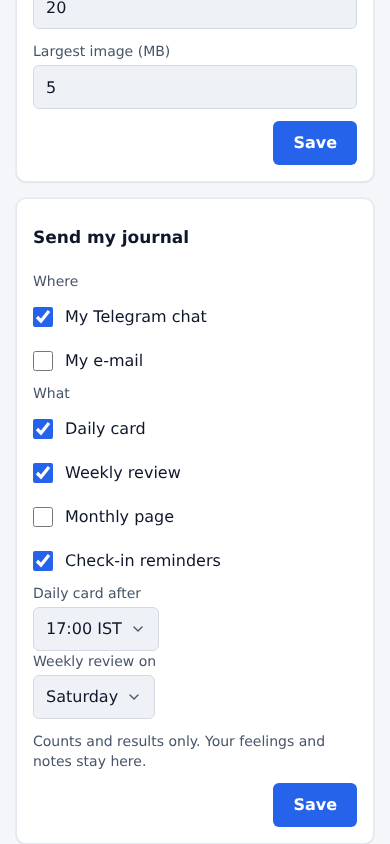 20
Largest image (MB)
5
Save
Send my journal
Where
My Telegram chat
My e-mail
What
Daily card
Weekly review
Monthly page
Check-in reminders
Daily card after
17:00 IST
Weekly review on
Saturday
Counts and results only. Your feelings and
notes stay here.
Save